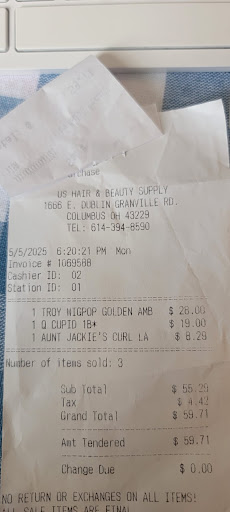 rchase
US HAIR & BEAUTY SUPPLY
1666 E. DUBLIN GRANVILLE RD.
COLUMBUS OH 43229
TEL: 614-394-8590
5/5/2025 6:20:21 PM Mon
Invoice # 1069588
Cashier ID: 02
Station ID: 01
1 TROY WIGPOP GOLDEN AMB $ 28.00
1 Q CUPID 18* $ 19.00
1 AUNT JACKIE'S CURL LA $ 8.29
Number of items sold: 3
Sub Total $ 55.29
Tax $ 4.42
Grand Total $ 59.71
Amt Tendered $ 59.71
Change Due $ 0.00
NO RETURN OR EXCHANGES ON ALL ITEMS!
ALL SALE ITEMS ARE FINAL